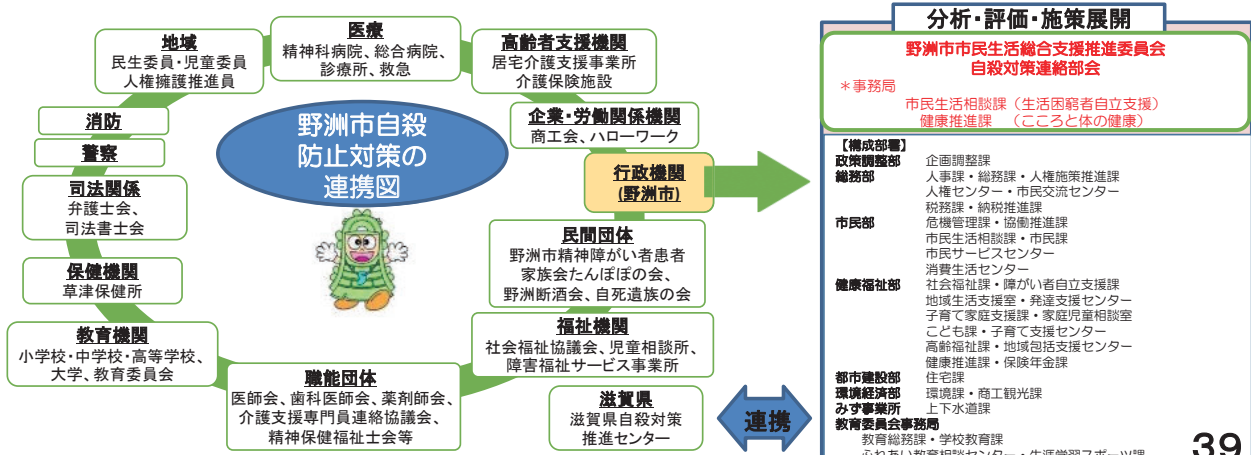 医療
精神科病院、総合病院、
診療所、救急
地域
民生委員・児童委員
人権擁護推進員
高齢者支援機関
居宅介護支援事業所
介護保険施設
消防
警察
企業・労働関係機関
商工会、ハローワーク
野洲市自殺
防止対策の
連携図
行政機関
(野洲市)
司法関係
弁護士会、
司法書士会
民間団体
野洲市精神障がい者患者
家族会たんぽぽの会、
野洲断酒会、自死遺族の会
保健機関
草津保健所
教育機関
小学校・中学校・高等学校、
大学、教育委員会
福祉機関
社会福祉協議会、児童相談所、
障害福祉サービス事業所
職能団体
医師会、歯科医師会、薬剤師会、
介護支援専門員連絡協議会、
精神保健福祉士会等
滋賀県
滋賀県自殺対策
推進センター
連携
分析・評価・施策展開
野洲市市民生活総合支援推進委員会
自殺対策連絡部会
＊事務局
市民生活相談課（生活困窮者自立支援）
健康推進課　（こころと体の健康）
【構成部署】
政策調整部　企画調整課
総務部　人事課・総務課・人権施策推進課
人権センター・市民交流センター
税務課・納税推進課
市民部　危機管理課・協働推進課
市民生活相談課・市民課
市民サービスセンター
消費生活センター
健康福祉部　社会福祉課・障がい者自立支援課
地域生活支援室・発達支援センター
子育て家庭支援課・家庭児童相談室
こども課・子育て支援センター
高齢福祉課・地域包括支援センター
健康推進課・保険年金課
都市建設部　住宅課
環境経済部　環境課・商工観光課
みず事業所　上下水道課
教育委員会事務局
教育総務課・学校教育課
ふれあい教育相談センター・生涯学習スポーツ課
39